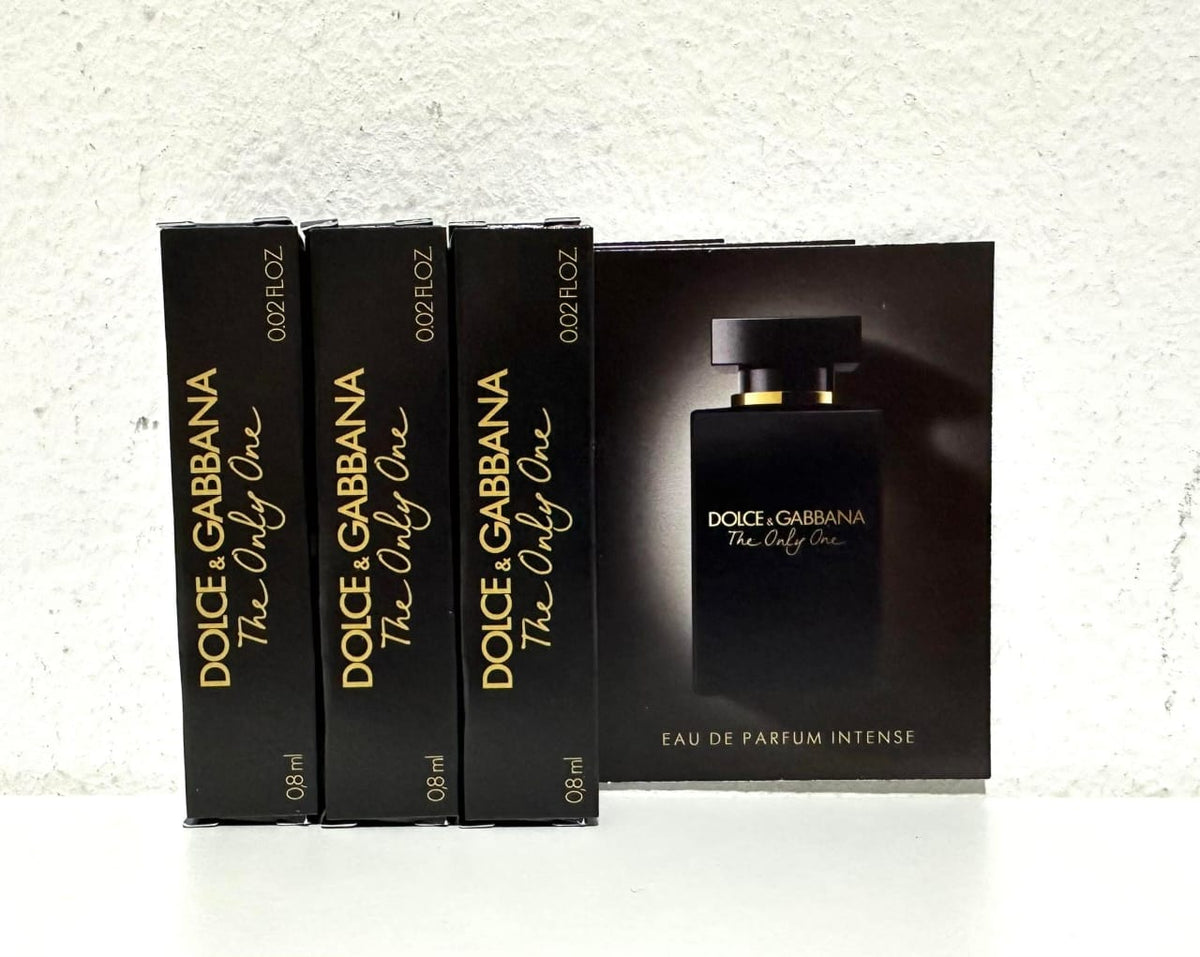 DOLCE & GABBANA
The Only One
0.02 FL.OZ.
0,8 ml
DOLCE & GABBANA
The Only One
0.02 FL.OZ.
0,8 ml
DOLCE & GABBANA
The Only One
0.02 FL.OZ.
0,8 ml
DOLCE & GABBANA
The Only One
EAU DE PARFUM INTENSE